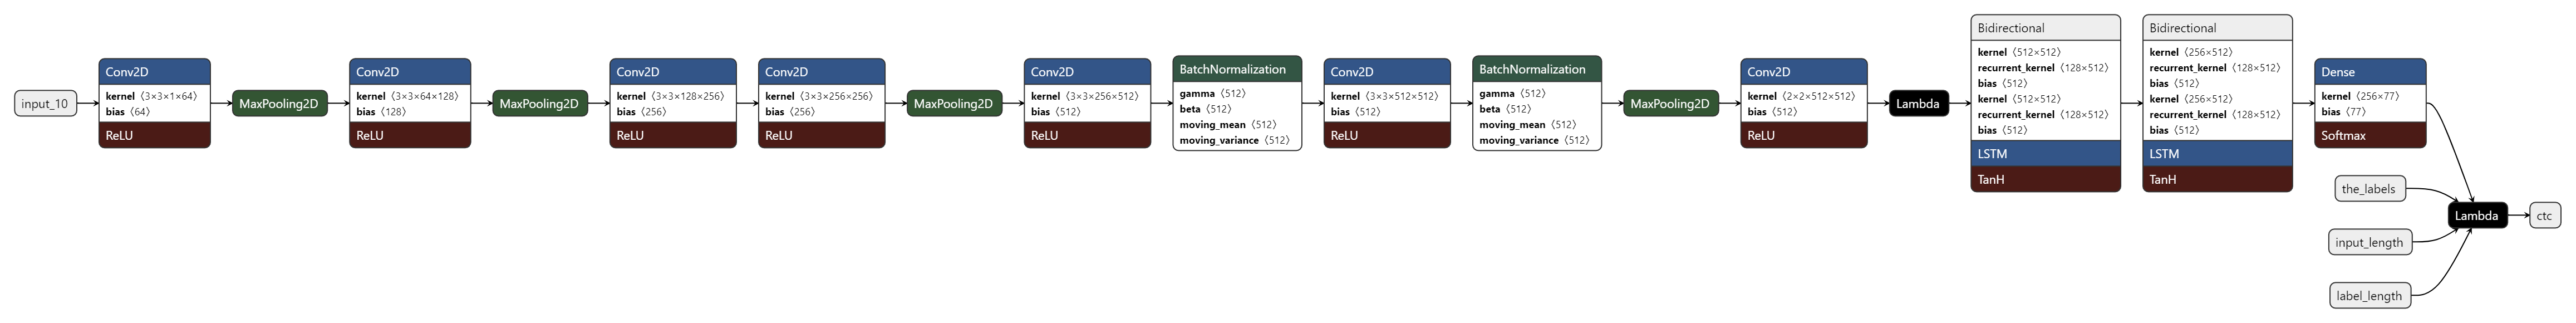 input_10
Conv2D
kernel 〈3×3×1×64〉
bias 〈64〉
ReLU
MaxPooling2D
Conv2D
kernel 〈3×3×64×128〉
bias 〈128〉
ReLU
MaxPooling2D
Conv2D
kernel 〈3×3×128×256〉
bias 〈256〉
ReLU
Conv2D
kernel 〈3×3×256×256〉
bias 〈256〉
ReLU
MaxPooling2D
Conv2D
kernel 〈3×3×256×512〉
bias 〈512〉
ReLU
BatchNormalization
gamma 〈512〉
beta 〈512〉
moving_mean 〈512〉
moving_variance 〈512〉
Conv2D
kernel 〈3×3×512×512〉
bias 〈512〉
ReLU
BatchNormalization
gamma 〈512〉
beta 〈512〉
moving_mean 〈512〉
moving_variance 〈512〉
MaxPooling2D
Conv2D
kernel 〈2×2×512×512〉
bias 〈512〉
ReLU
Lambda
Bidirectional
kernel 〈512×512〉
recurrent_kernel 〈128×512〉
bias 〈512〉
kernel 〈512×512〉
recurrent_kernel 〈128×512〉
bias 〈512〉
LSTM
TanH
Bidirectional
kernel 〈256×512〉
recurrent_kernel 〈128×512〉
bias 〈512〉
kernel 〈256×512〉
recurrent_kernel 〈128×512〉
bias 〈512〉
LSTM
TanH
Dense
kernel 〈256×77〉
bias 〈77〉
Softmax
the_labels
input_length
label_length
Lambda
ctc